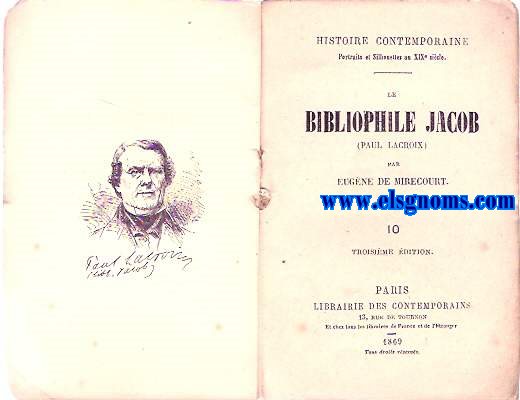 Paul Lacroix
(bibl. Jacob)
HISTOIRE CONTEMPORAINE
Portraits et Silhouettes au XIXe siècle.
LE
BIBLIOPHILE JACOB
(PAUL LACROIX)
PAR
EUGÈNE DE MIRECOURT.
www.elsgnoms.com
10
TROISIÈME ÉDITION.
PARIS
LIBRAIRIE DES CONTEMPORAINS
13, RUE DE TOURNON
Et chez tous les libraires de France et de l'Étranger
1869
Tous droits réservés.